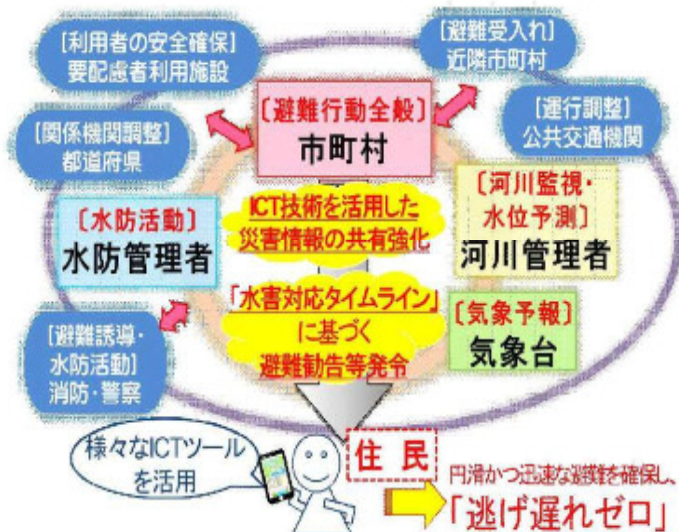 [利用者の安全確保]
要配慮者利用施設
[避難受入れ]
近隣市町村
[関係機関調整]
都道府県
〔避難行動全般〕
市町村
[運行調整]
公共交通機関
〔水防活動〕
水防管理者
ICT技術を活用した
災害情報の共有強化
〔河川監視・
水位予測〕
河川管理者
「水害対応タイムライン」
に基づく
避難勧告等発令
〔気象予報〕
気象台
[避難誘導・
水防活動]
消防・警察
様々なICTツール
を活用
住民
円滑かつ迅速な避難を確保し、
「逃げ遅れゼロ」